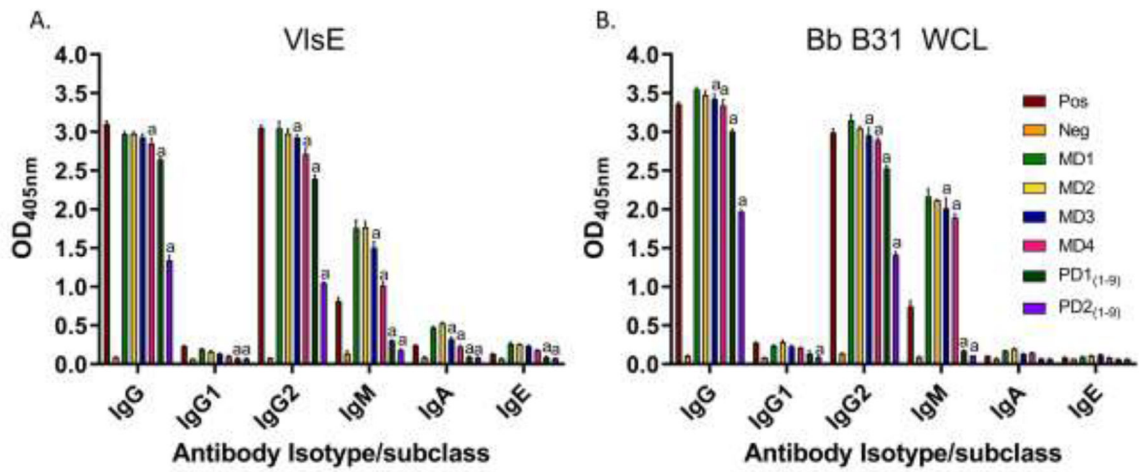 A.
VlsE
4.0
3.5
3.0
2.5
2.0
1.5
1.0
0.5
0.0
OD405nm
a
a
a
a a
a
a
a
a
a
a
a
a
a
a
a a
a a
IgG
IgG1
IgG2
IgM
IgA
IgE
Antibody Isotype/subclass
B.
Bb B31 WCL
4.0
3.5
3.0
2.5
2.0
1.5
1.0
0.5
0.0
OD405nm
a a
a
a
a
a
a
a
a
a
a
a
a
a a
IgG
IgG1
IgG2
IgM
IgA
IgE
Antibody Isotype/subclass
Pos
Neg
MD1
MD2
MD3
MD4
PD1(1-9)
PD2(1-9)